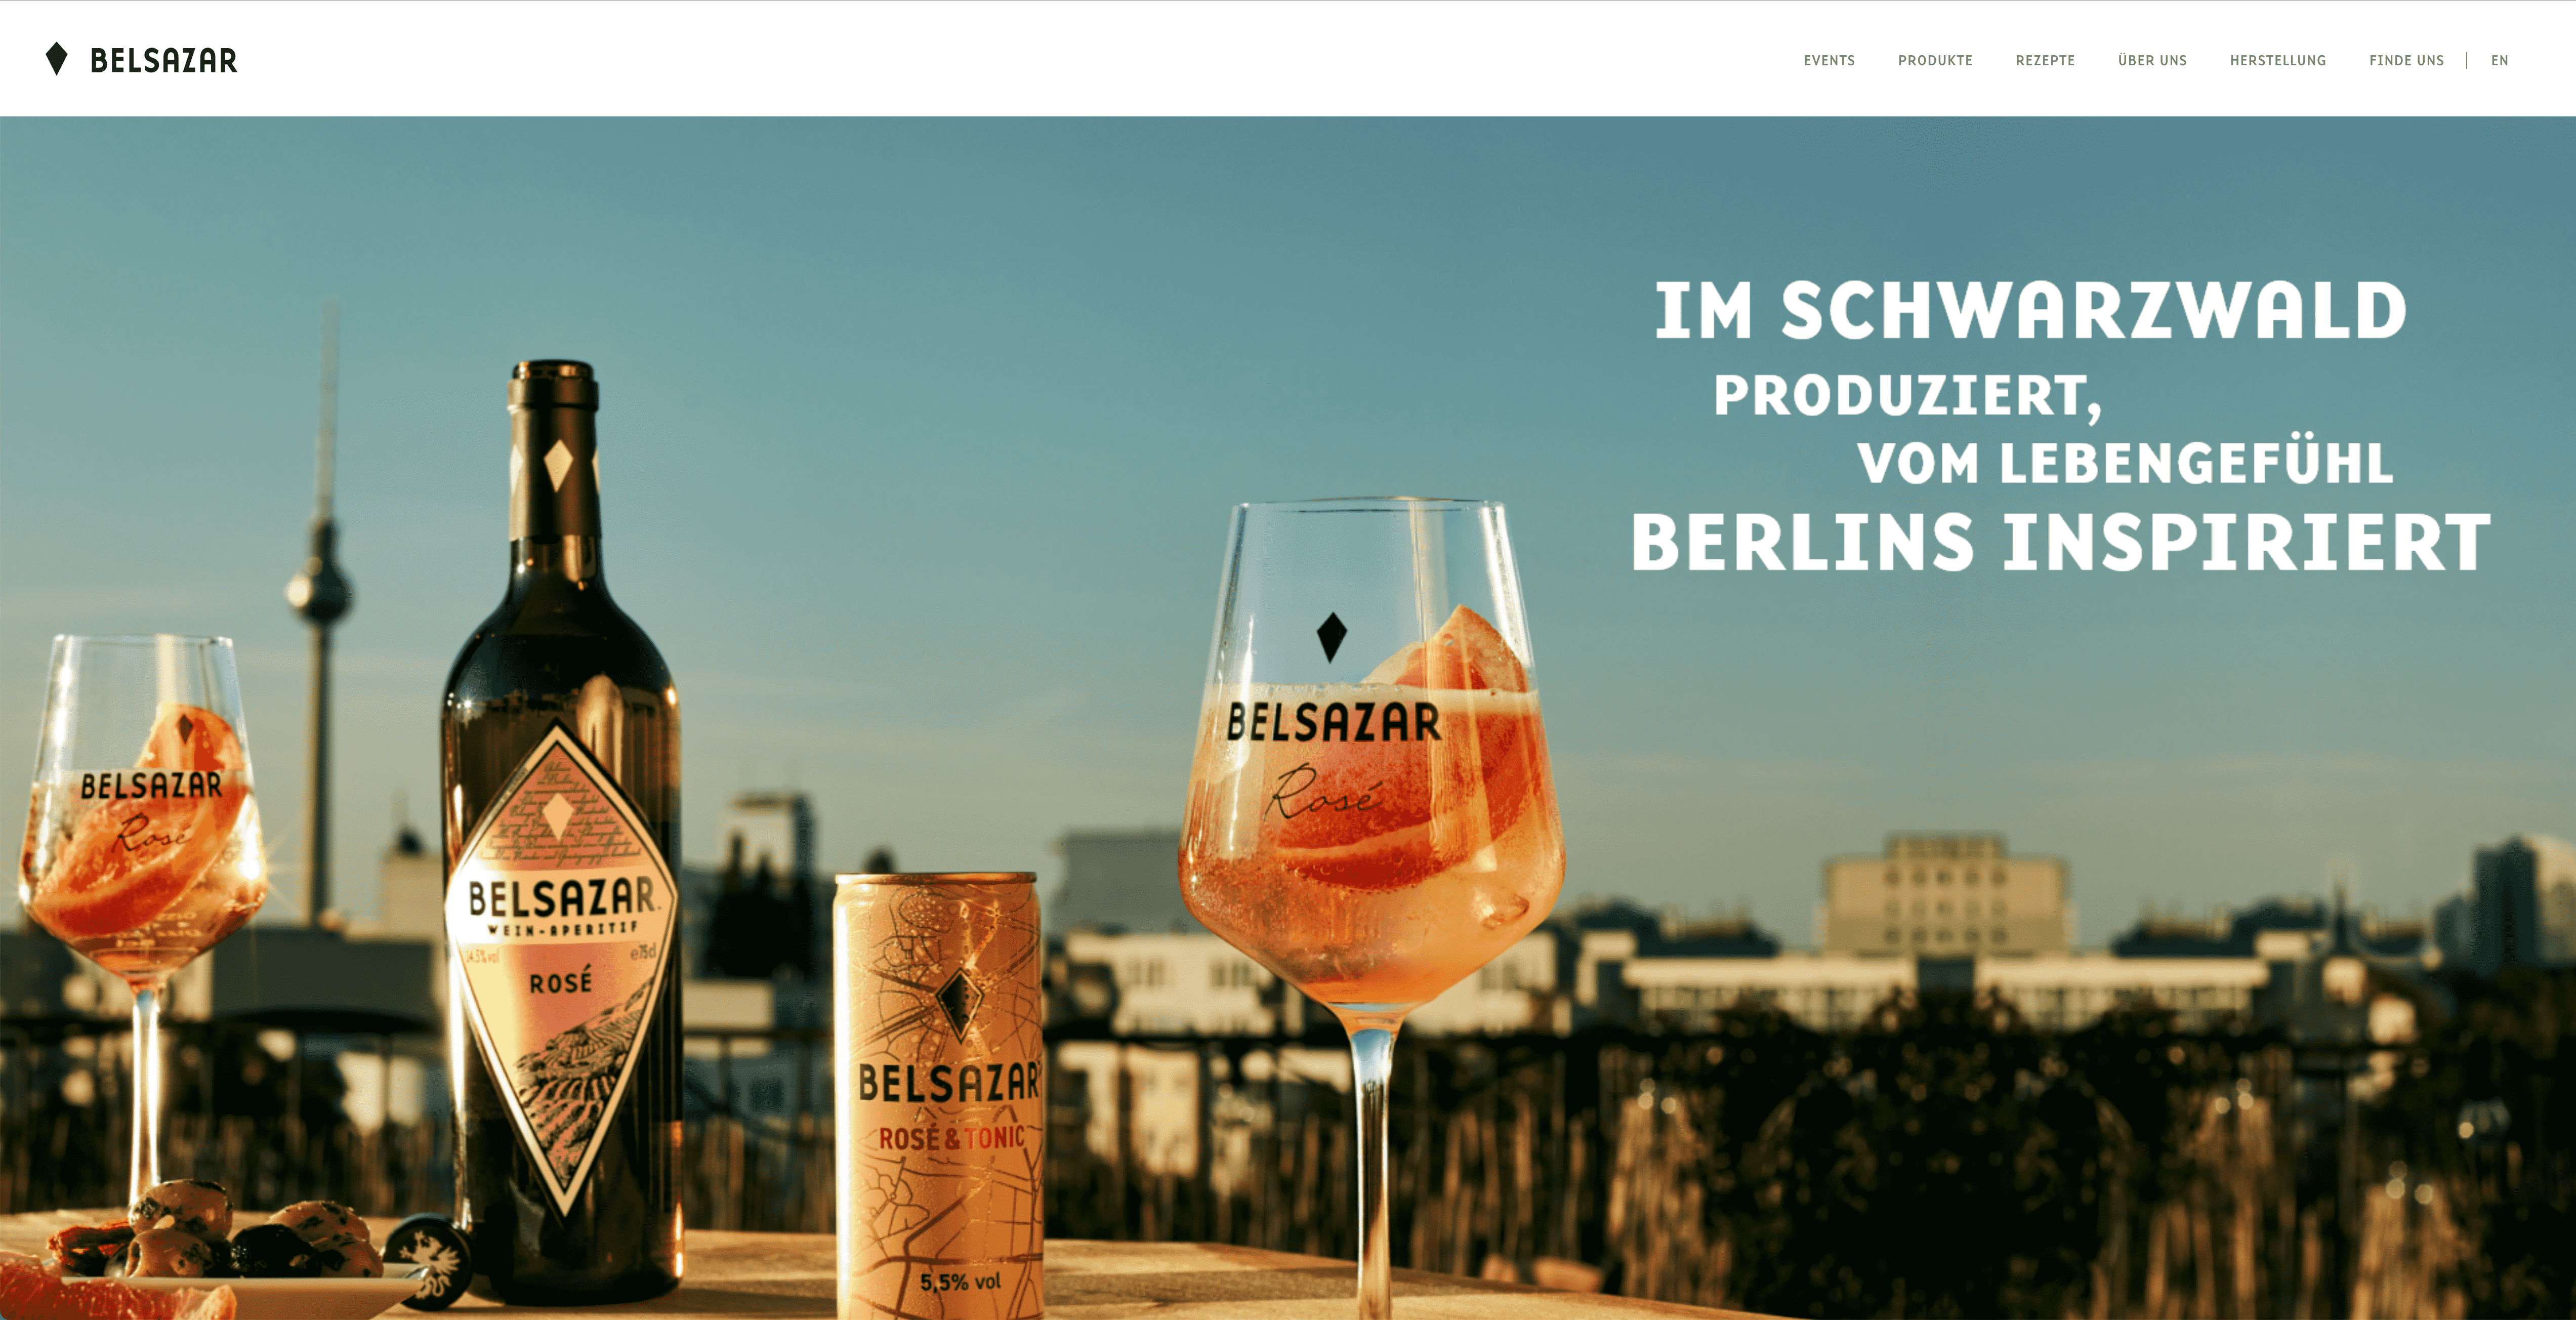 BELSAZAR
EVENTS PRODUKTE REZEPTE ÜBER UNS HERSTELLUNG FINDE UNS | EN
IM SCHWARZWALD
PRODUZIERT,
VOM LEBENGEFÜHL
BERLINS INSPIRIERT
BELSAZAR
Rosé
BELSAZAR
WEIN-APERITIF
14.5% vol e75cl
ROSÉ
BELSAZAR
ROSÉ & TONIC
5,5% vol
BELSAZAR
Rosé